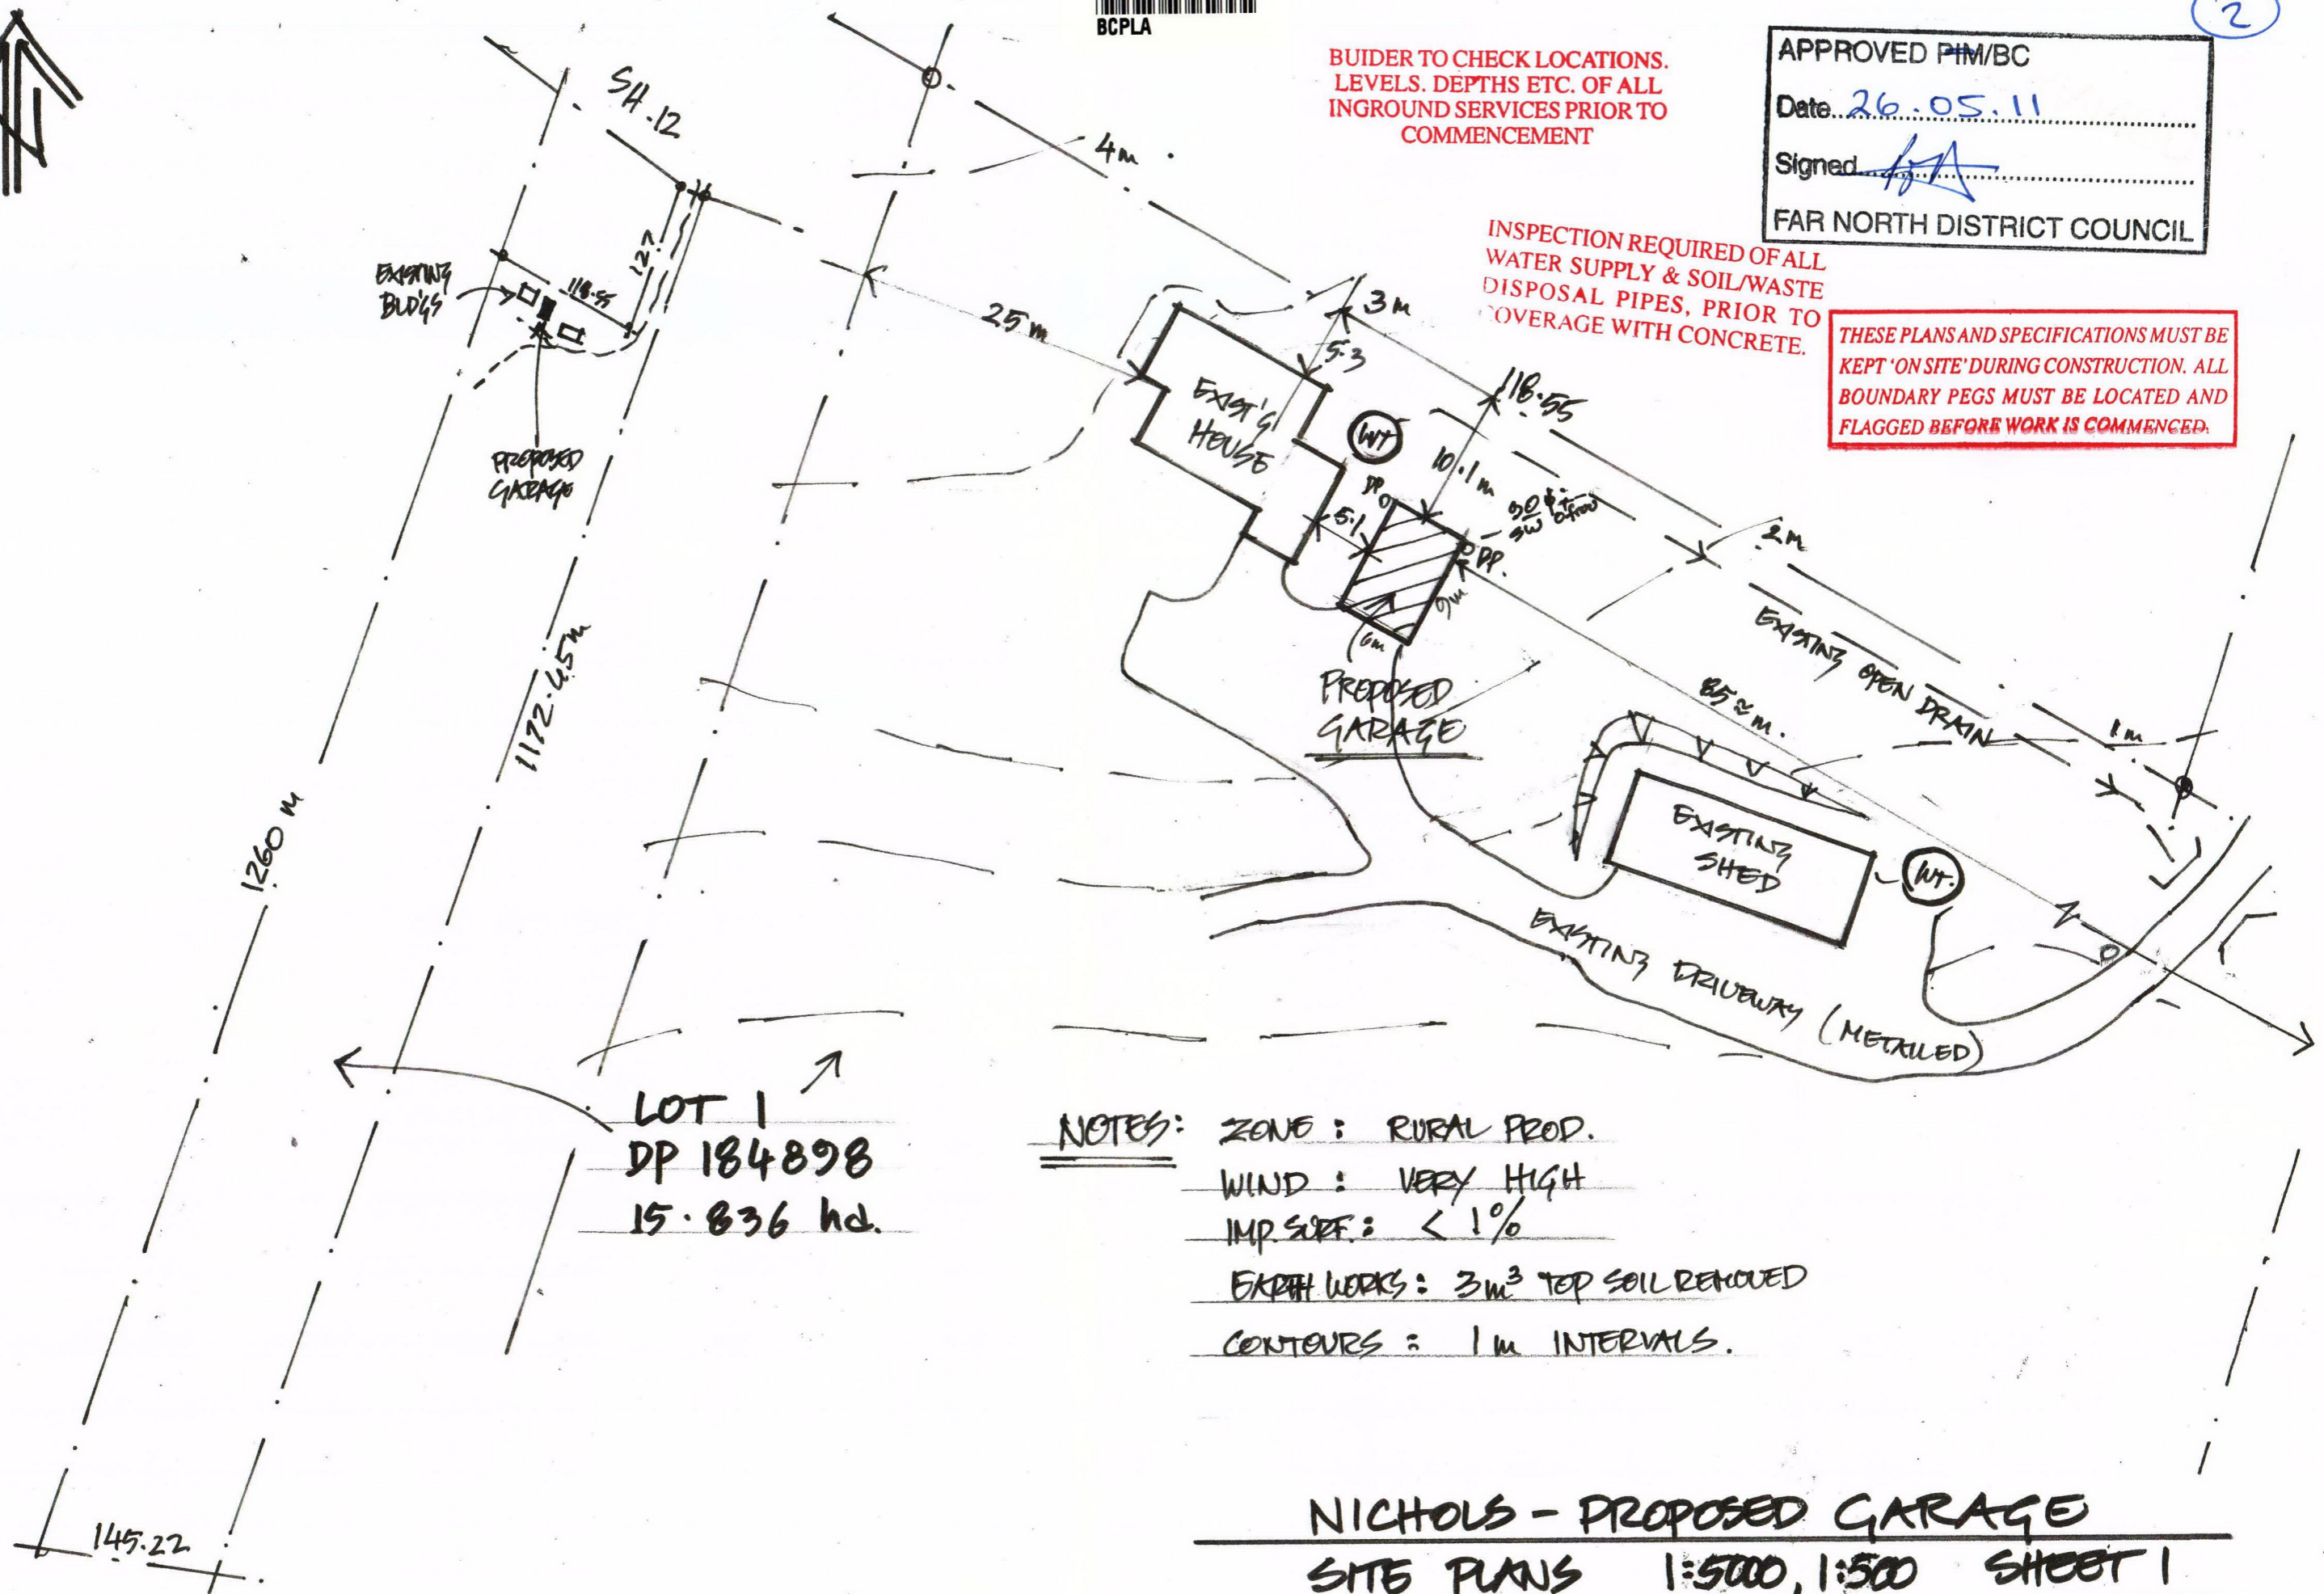 BCPLA
2
BUIDER TO CHECK LOCATIONS.
LEVELS. DEPTHS ETC. OF ALL
INGROUND SERVICES PRIOR TO
COMMENCEMENT
APPROVED PIM/BC
Date 26.05.11
Signed
FAR NORTH DISTRICT COUNCIL
INSPECTION REQUIRED OF ALL
WATER SUPPLY & SOIL/WASTE
DISPOSAL PIPES, PRIOR TO
COVERAGE WITH CONCRETE.
THESE PLANS AND SPECIFICATIONS MUST BE
KEPT 'ON SITE' DURING CONSTRUCTION. ALL
BOUNDARY PEGS MUST BE LOCATED AND
FLAGGED BEFORE WORK IS COMMENCED.
N
SH.12
127
118.55
EXISTING
BLD'GS
PROPOSED
GARAGE
4m
3m
25m
5.3
118.55
EXIST'G
HOUSE
WT
10.1m
DP
5.1
DP.
9m
6m
2m
PROPOSED
GARAGE
EXISTING OPEN DRAIN
85≈m.
1m
EXISTING
SHED
WT.
EXISTING DRIVEWAY (METALLED)
1172.45m
1260m
145.22
LOT 1
DP 184898
15.836 ha.
NOTES: ZONE: RURAL PROD.
WIND: VERY HIGH
IMP. SURF.: < 1%
EARTH WORKS: 3m³ TOP SOIL REMOVED
CONTOURS: 1m INTERVALS.
NICHOLS - PROPOSED GARAGE
SITE PLANS 1:5000, 1:500 SHEET 1